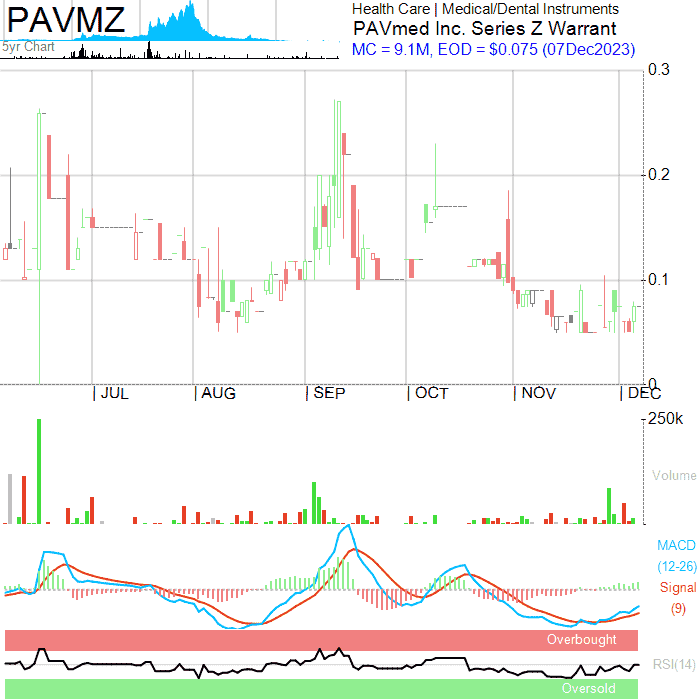 PAVMZ
5yr Chart
Health Care | Medical/Dental Instruments
PAVmed Inc. Series Z Warrant
MC = 9.1M, EOD = $0.075 (07Dec2023)
0.3
0.2
0.1
0
| JUL | AUG | SEP | OCT | NOV | DEC
250k
Volume
MACD
(12-26)
Signal
(9)
Overbought
RSI(14)
Oversold